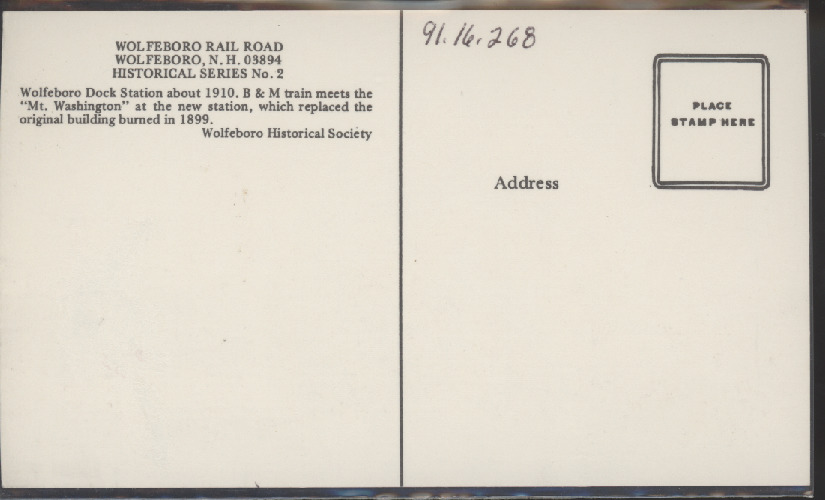 WOLFEBORO RAIL ROAD
WOLFEBORO, N. H. 03894
HISTORICAL SERIES No. 2
Wolfeboro Dock Station about 1910. B & M train meets the
"Mt. Washington" at the new station, which replaced the
original building burned in 1899.
Wolfeboro Historical Society
91.16.268
PLACE
STAMP HERE
Address